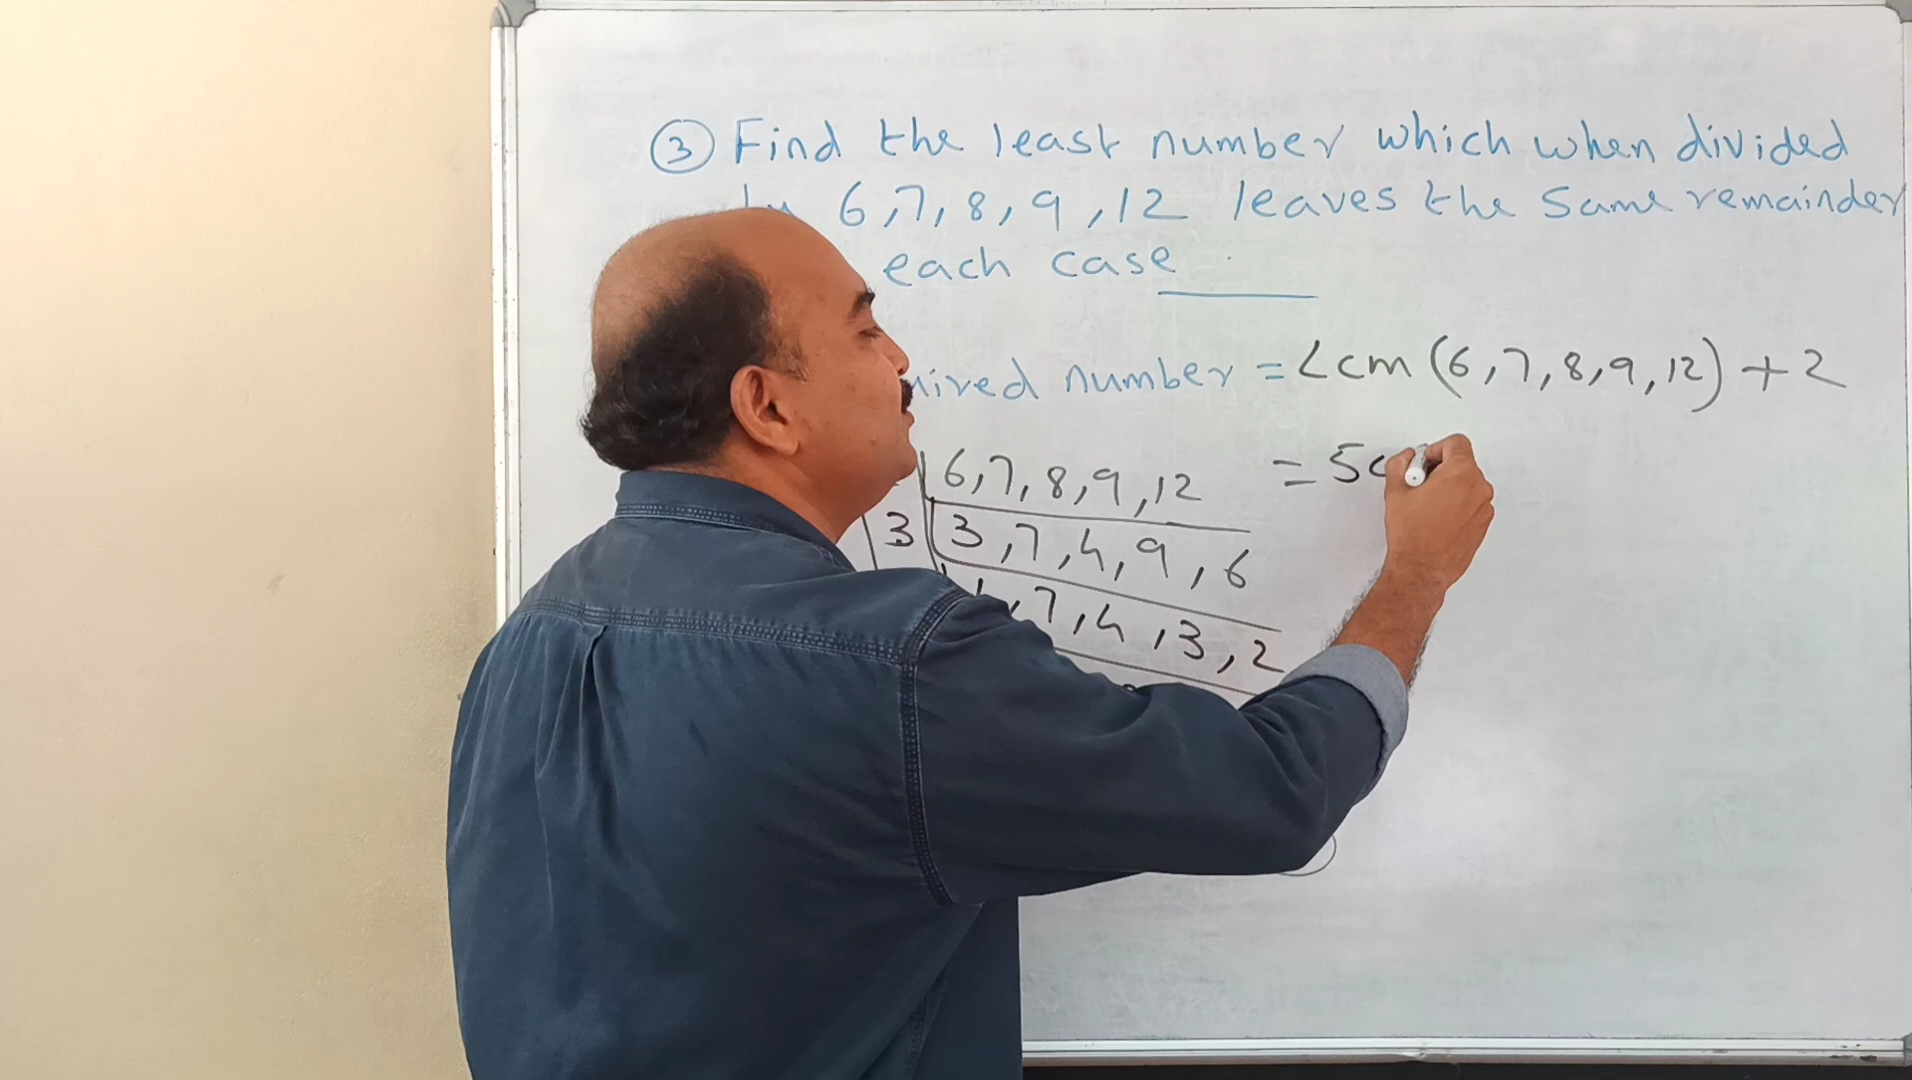 ③ Find the least number which when divided
6,7,8,9,12 leaves the same remainder
each case
number = Lcm (6,7,8,9,12) + 2
6,7,8,9,12
= 5
3 3,7,4,9,6
7,4,3,2